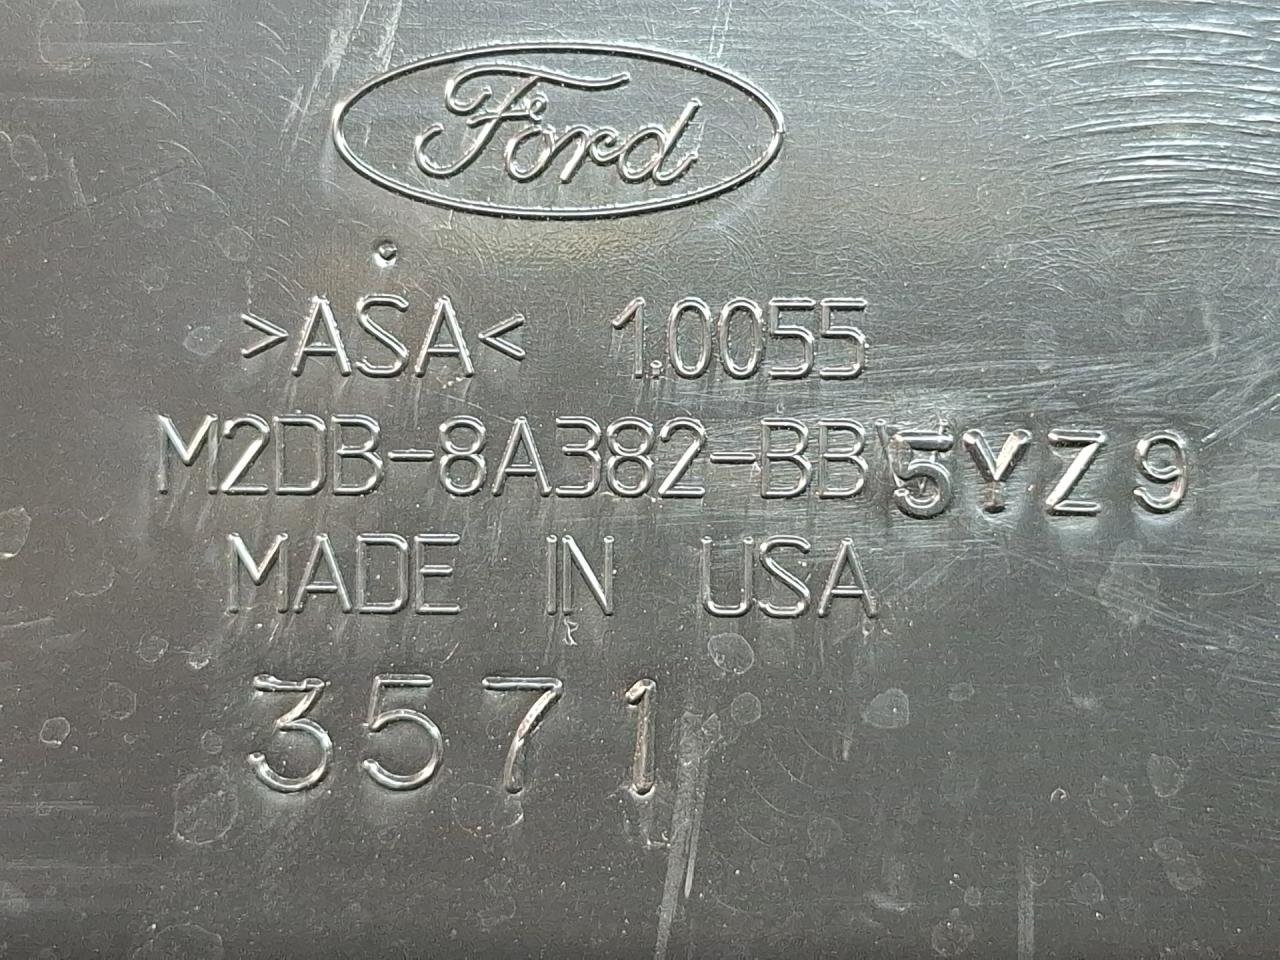 Ford
>ASA< 1.0055
M2DB-8A382-BB 5YZ9
MADE IN USA
3571